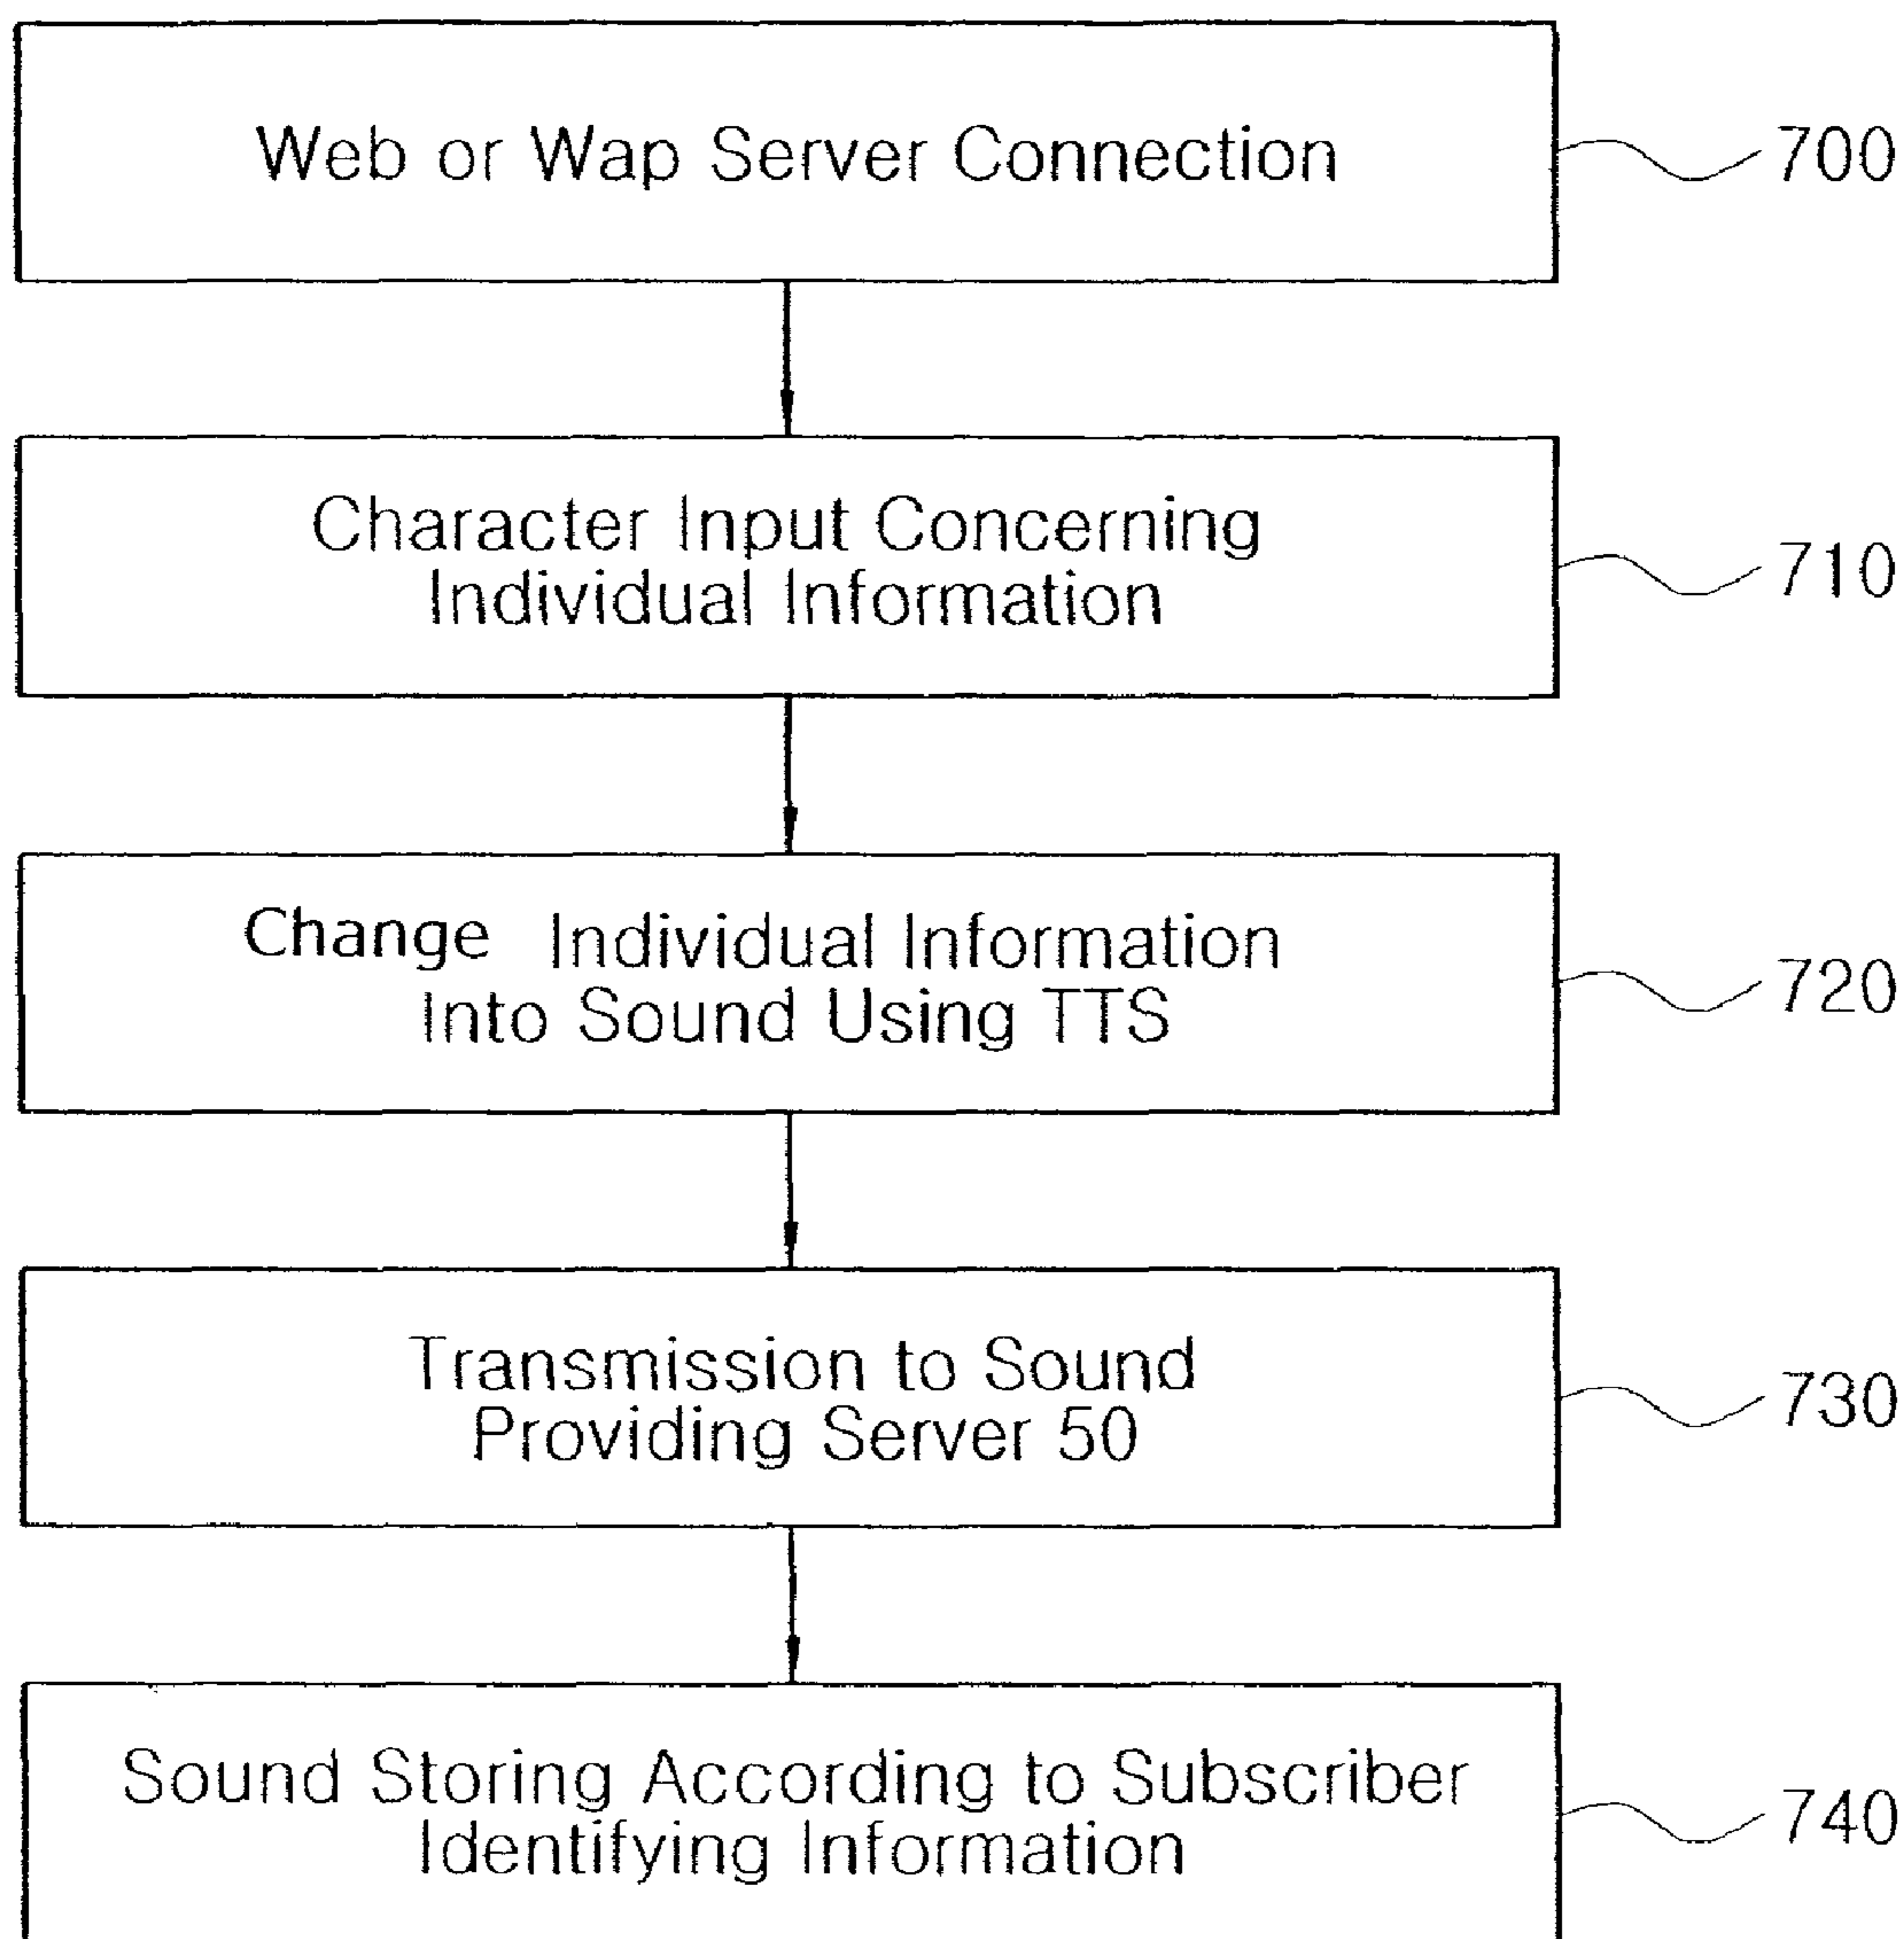 Web or Wap Server Connection
700
Character Input Concerning
Individual Information
710
Change Individual Information
Into Sound Using TTS
720
Transmission to Sound
Providing Server 50
730
Sound Storing According to Subscriber
Identifying Information
740